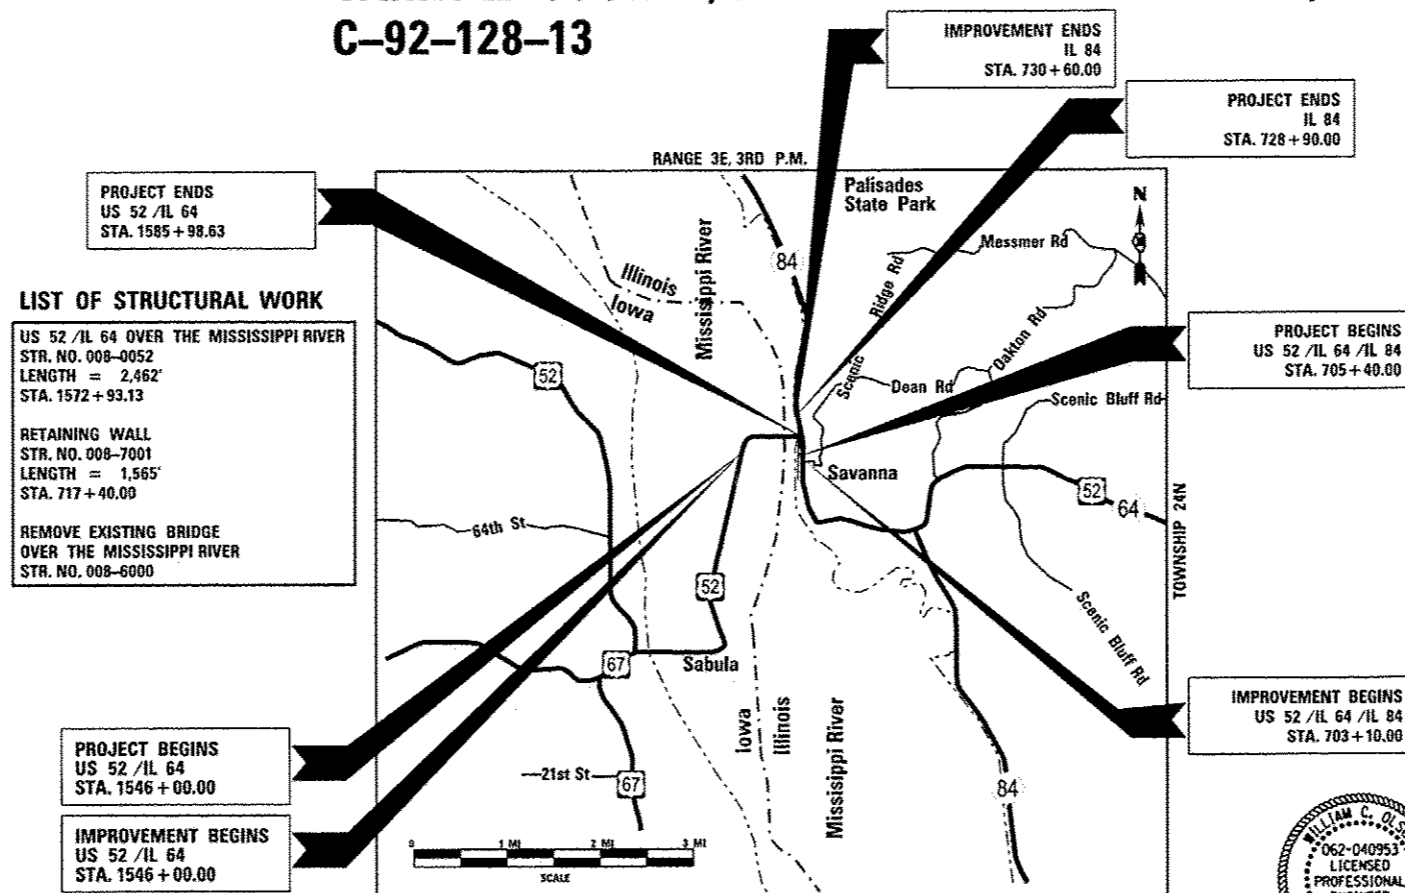 C-92-128-13
IMPROVEMENT ENDS
IL 84
STA. 730+60.00
PROJECT ENDS
IL 84
STA. 728+90.00
RANGE 3E, 3RD P.M.
PROJECT ENDS
US 52 /IL 64
STA. 1585+98.63
LIST OF STRUCTURAL WORK
US 52 /IL 64 OVER THE MISSISSIPPI RIVER
STR. NO. 008-0052
LENGTH = 2,462'
STA. 1572+93.13
RETAINING WALL
STR. NO. 008-7001
LENGTH = 1,565'
STA. 717+40.00
REMOVE EXISTING BRIDGE
OVER THE MISSISSIPPI RIVER
STR. NO. 008-6000
Palisades
State Park
N
Messmer Rd
Ridge Rd
84
Illinois
Iowa
Mississippi River
Scenic
Dean Rd
Oakton Rd
Scenic Bluff Rd
PROJECT BEGINS
US 52 /IL 64 /IL 84
STA. 705+40.00
52
Savanna
52
64
TOWNSHIP 24N
64th St
52
Scenic Bluff Rd
67
Sabula
Iowa
Illinois
Mississippi River
IMPROVEMENT BEGINS
US 52 /IL 64 /IL 84
STA. 703+10.00
PROJECT BEGINS
US 52 /IL 64
STA. 1546+00.00
21st St
67
84
IMPROVEMENT BEGINS
US 52 /IL 64
STA. 1546+00.00
0 1 MI 2 MI 3 MI
SCALE
WILLIAM C. OLS
062-040953
LICENSED
PROFESSIONAL